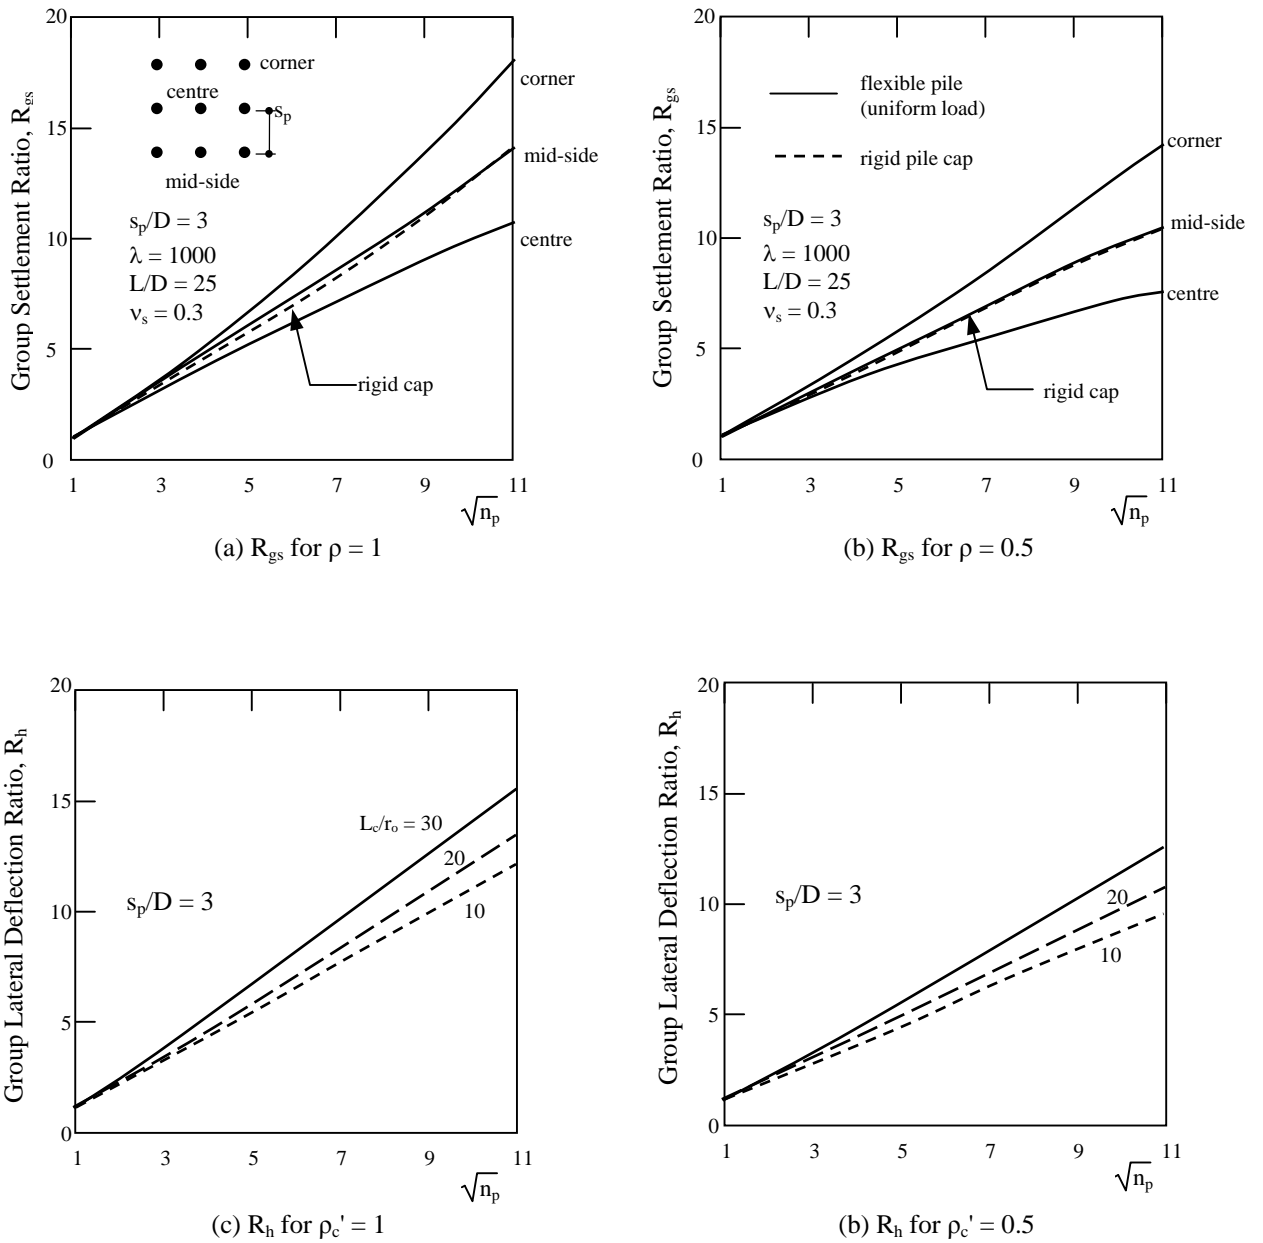 Group Settlement Ratio, Rgs
20
15
10
5
0
corner
centre
sp
mid-side
sp/D = 3
λ = 1000
L/D = 25
νs = 0.3
rigid cap
corner
mid-side
centre
1 3 5 7 9 11
√np
(a) Rgs for ρ = 1
Group Settlement Ratio, Rgs
20
15
10
5
0
flexible pile
(uniform load)
rigid pile cap
sp/D = 3
λ = 1000
L/D = 25
νs = 0.3
rigid cap
corner
mid-side
centre
1 3 5 7 9 11
√np
(b) Rgs for ρ = 0.5
Group Lateral Deflection Ratio, Rh
20
15
10
5
0
Lc/ro = 30
20
10
sp/D = 3
1 3 5 7 9 11
√np
(c) Rh for ρc' = 1
Group Lateral Deflection Ratio, Rh
20
15
10
5
0
sp/D = 3
20
10
1 3 5 7 9 11
√np
(b) Rh for ρc' = 0.5